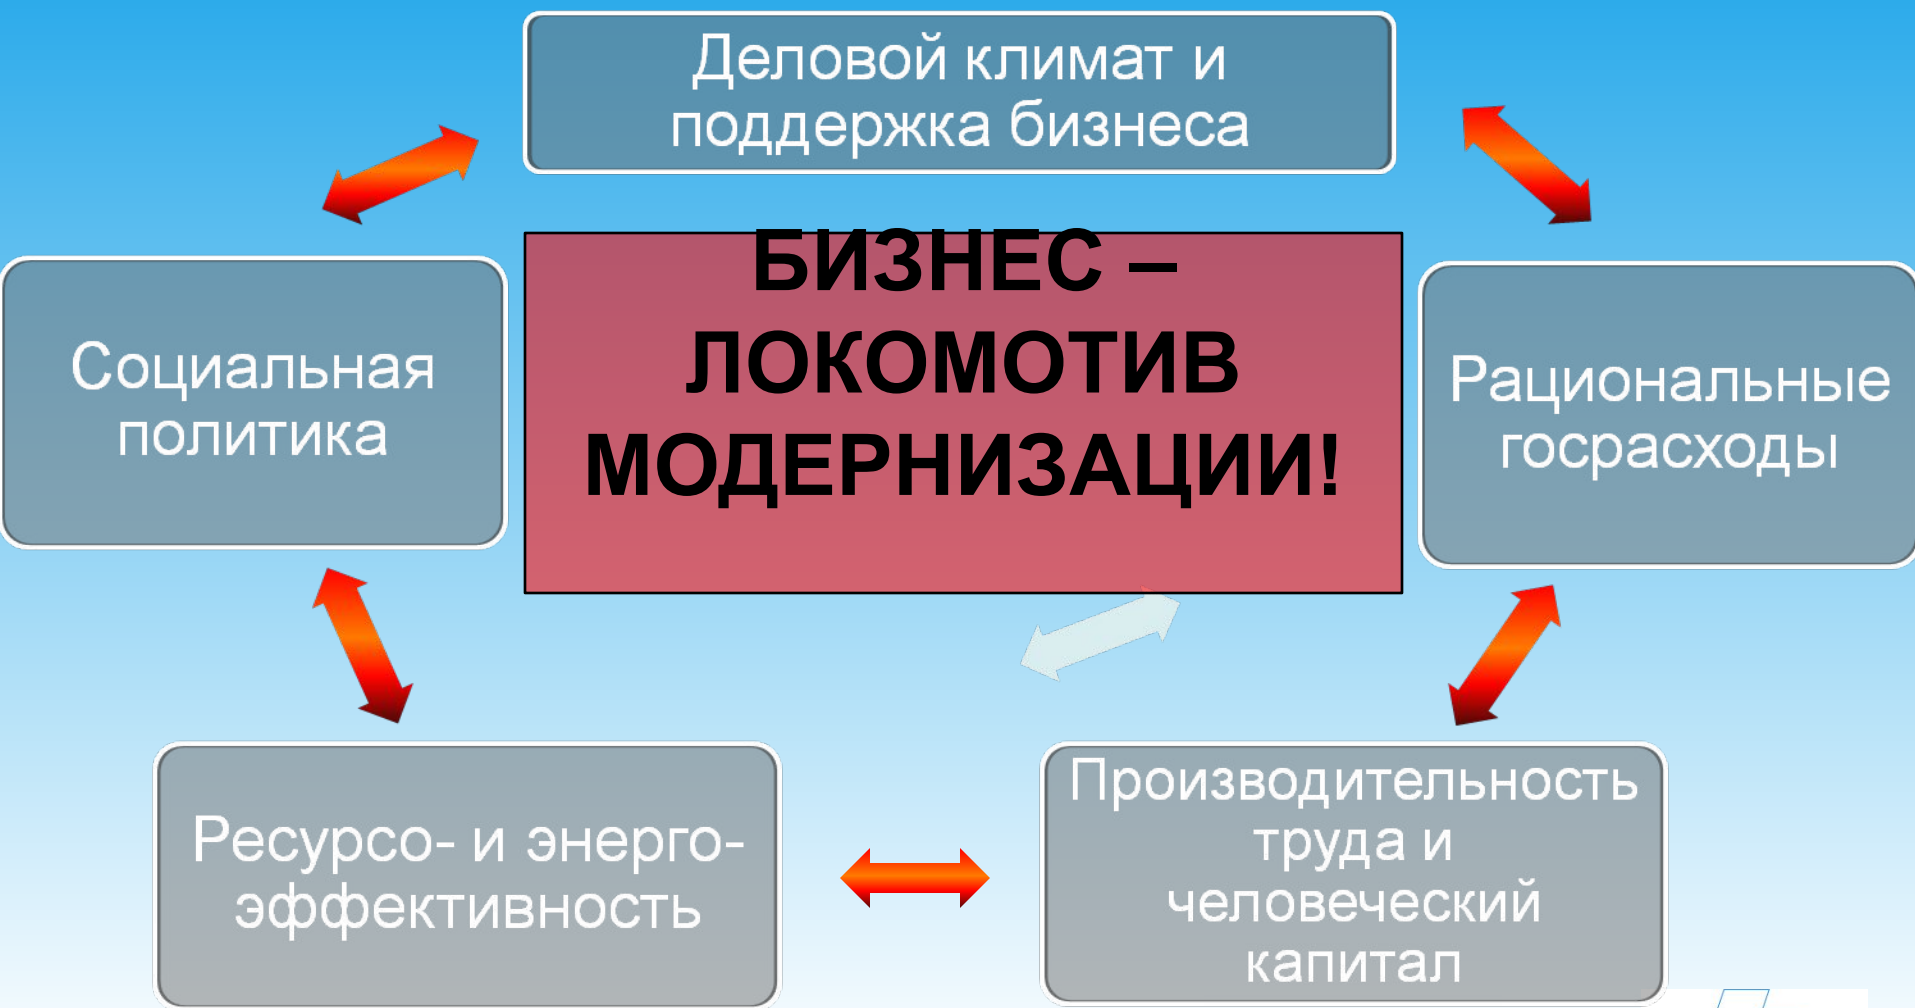 Деловой климат и
поддержка бизнеса
БИЗНЕС –
ЛОКОМОТИВ
МОДЕРНИЗАЦИИ!
Социальная
политика
Рациональные
госрасходы
Ресурсо- и энерго-
эффективность
Производительность
труда и
человеческий
капитал